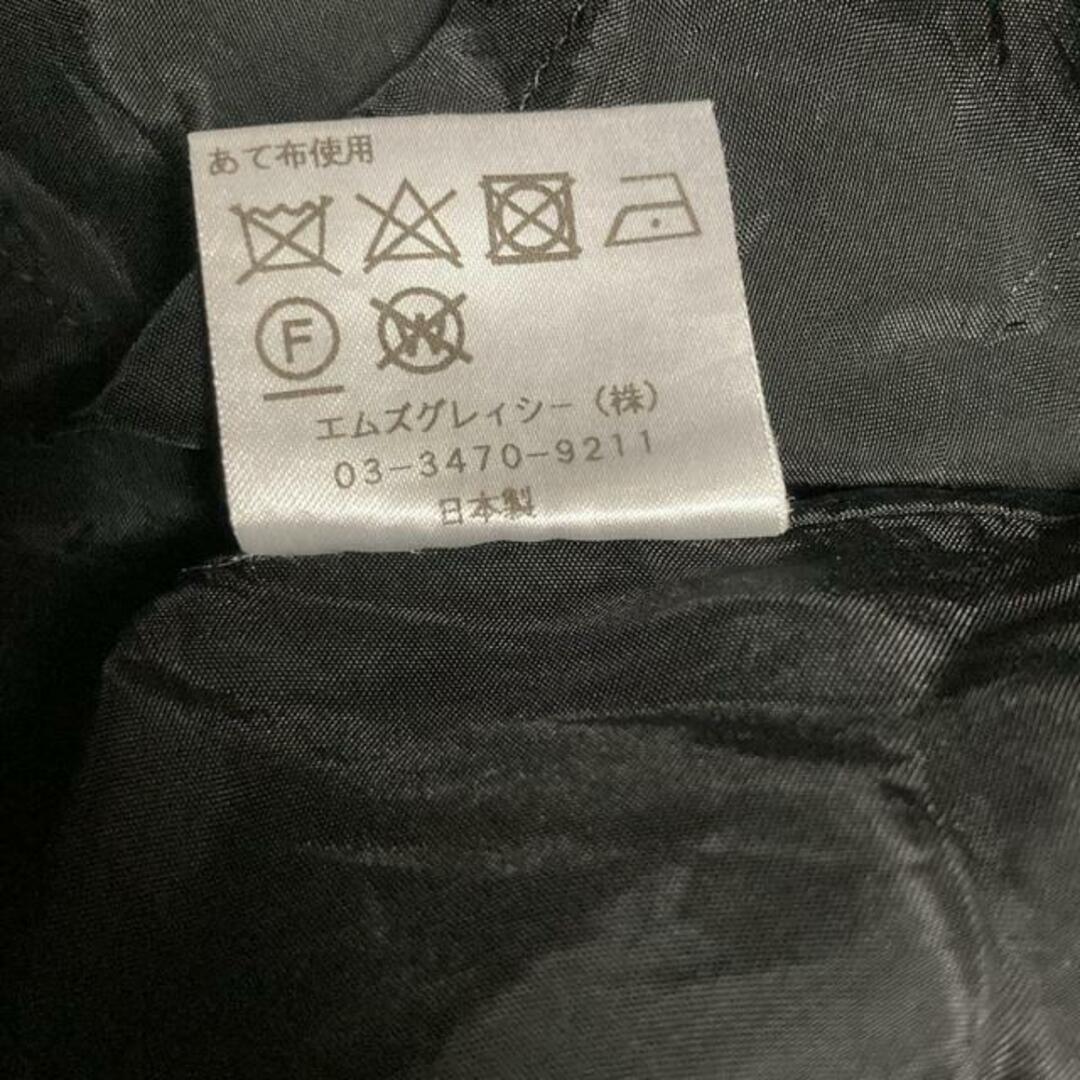 あて布使用
F
W
エムズグレィシー(株)
03-3470-9211
日本製